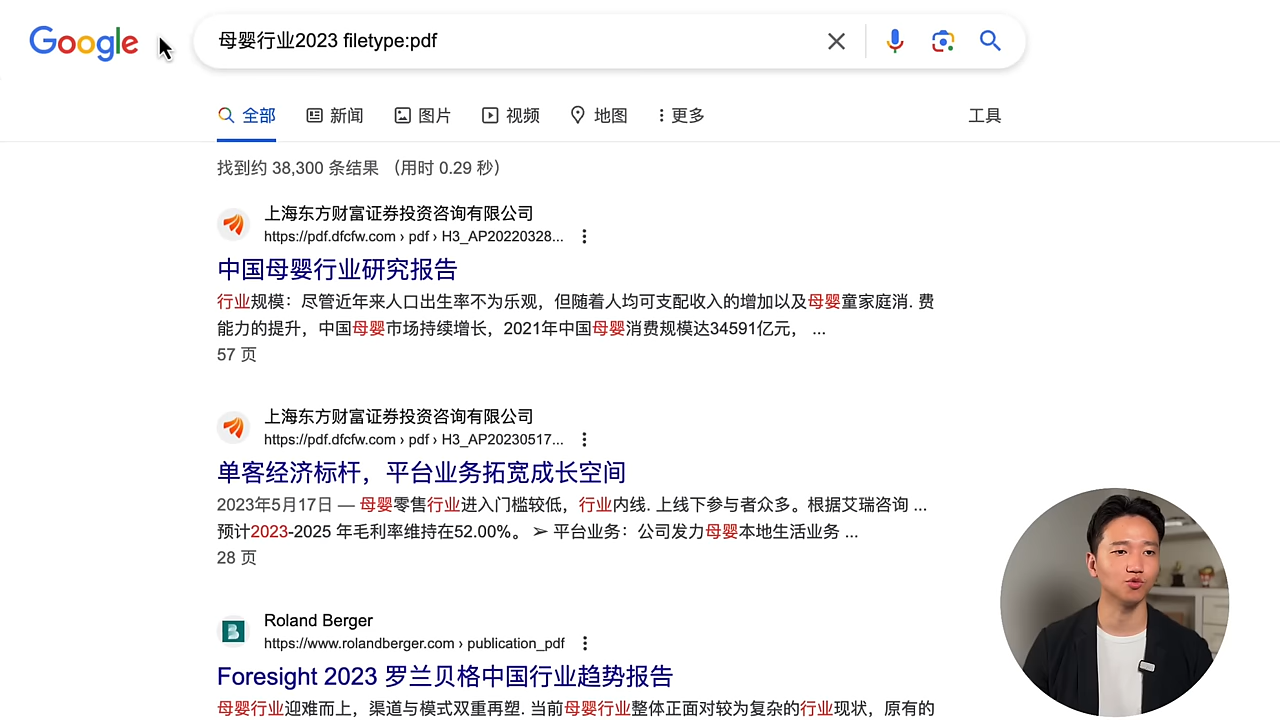 Google
母婴行业2023 filetype:pdf
全部
新闻
图片
视频
地图
更多
工具
找到约 38,300 条结果 （用时 0.29 秒）
上海东方财富证券投资咨询有限公司
https://pdf.dfcfw.com › pdf › H3_AP20220328...
中国母婴行业研究报告
行业规模：尽管近年来人口出生率不为乐观，但随着人均可支配收入的增加以及母婴童家庭消. 费
能力的提升，中国母婴市场持续增长，2021年中国母婴消费规模达34591亿元， ...
57 页
上海东方财富证券投资咨询有限公司
https://pdf.dfcfw.com › pdf › H3_AP20230517...
单客经济标杆，平台业务拓宽成长空间
2023年5月17日 — 母婴零售行业进入门槛较低，行业内线. 上线下参与者众多。根据艾瑞咨询 ...
预计2023-2025 年毛利率维持在52.00%。 ➢ 平台业务：公司发力母婴本地生活业务 ...
28 页
Roland Berger
https://www.rolandberger.com › publication_pdf
Foresight 2023 罗兰贝格中国行业趋势报告
母婴行业迎难而上，渠道与模式双重再塑. 当前母婴行业整体正面对较为复杂的行业现状，原有的